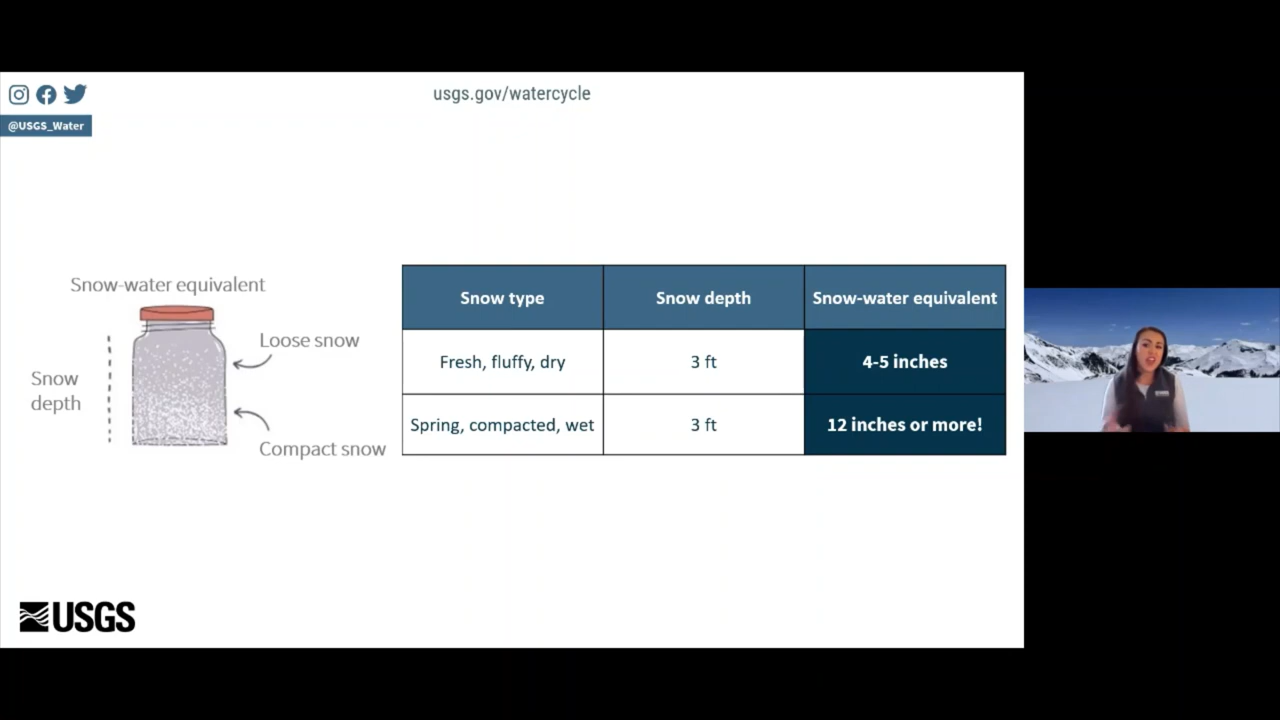 usgs.gov/watercycle
@USGS_Water
Snow-water equivalent
Loose snow
Snow
depth
Compact snow
Snow type Snow depth Snow-water equivalent
Fresh, fluffy, dry 3 ft 4-5 inches
Spring, compacted, wet 3 ft 12 inches or more!
USGS